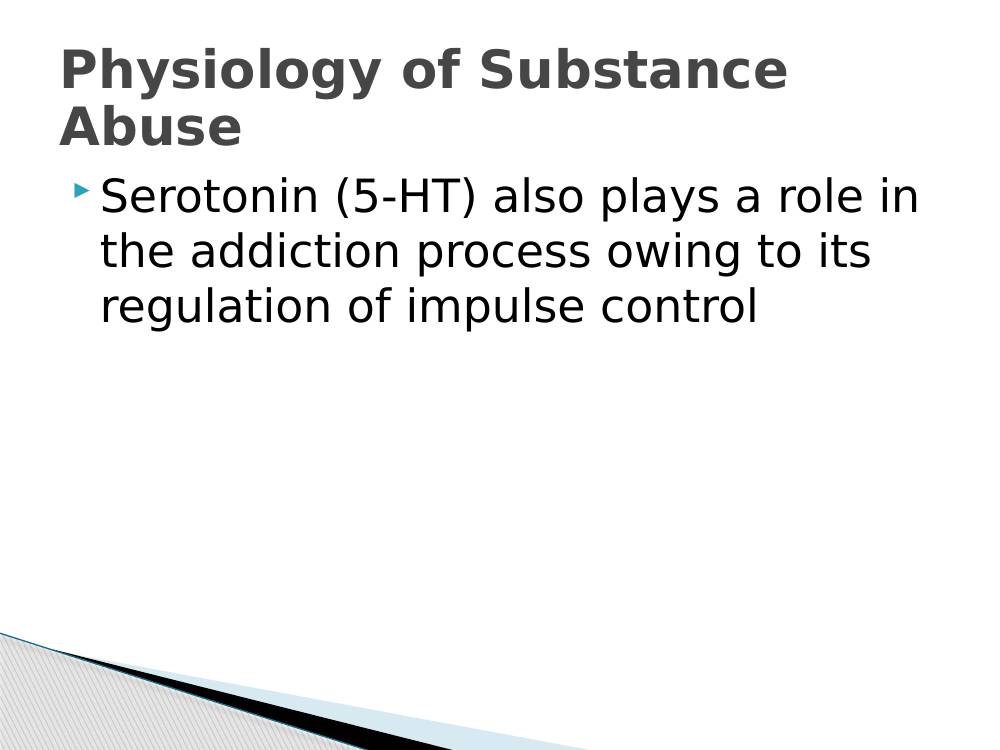 Physiology of Substance
Abuse
Serotonin (5-HT) also plays a role in
the addiction process owing to its
regulation of impulse control